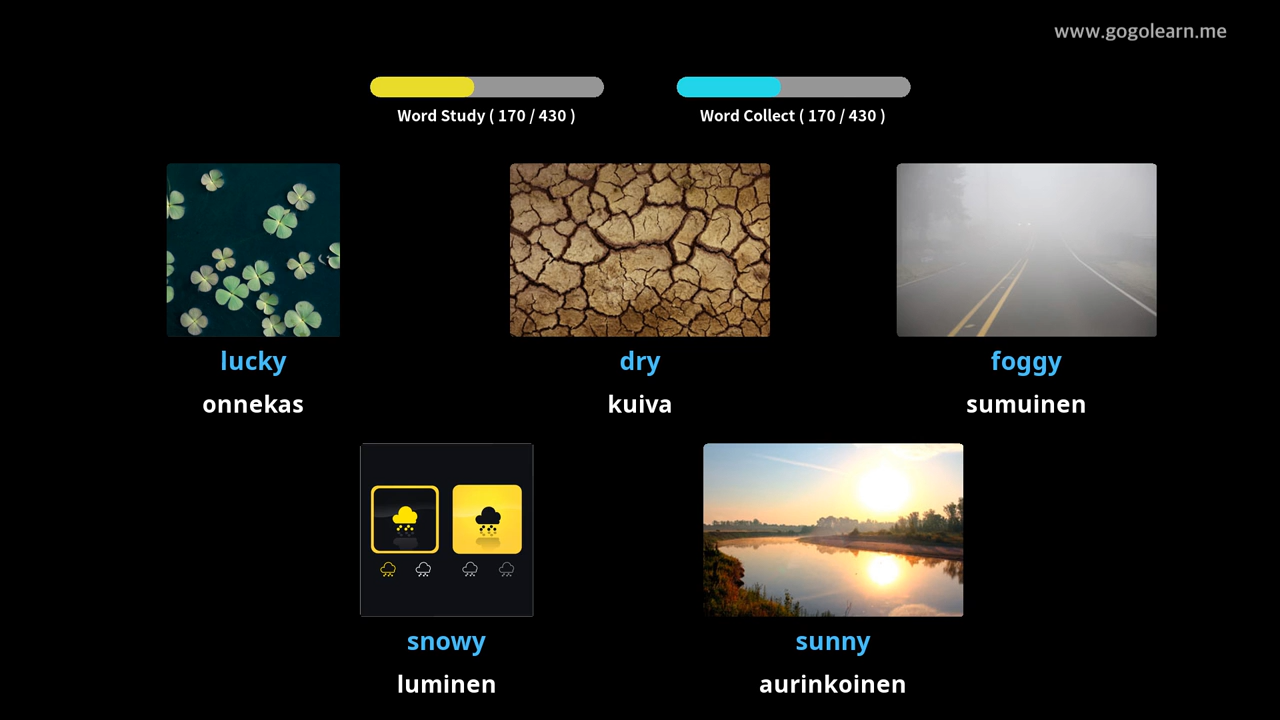 www.gogolearn.me
Word Study ( 170 / 430 )
Word Collect ( 170 / 430 )
lucky
dry
foggy
onnekas
kuiva
sumuinen
snowy
sunny
luminen
aurinkoinen